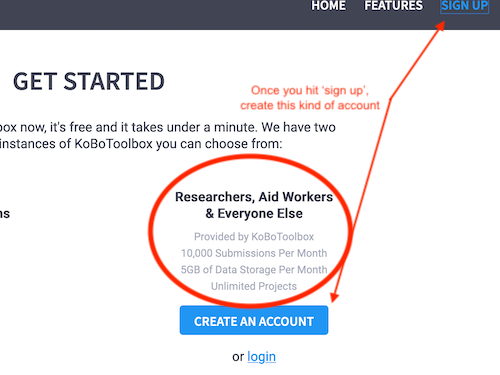 HOME FEATURES SIGN UP
GET STARTED
Once you hit ‘sign up’,
create this kind of account
box now, it's free and it takes under a minute. We have two
instances of KoBoToolbox you can choose from:
Researchers, Aid Workers
& Everyone Else
Provided by KoBoToolbox
10,000 Submissions Per Month
5GB of Data Storage Per Month
Unlimited Projects
CREATE AN ACCOUNT
or login